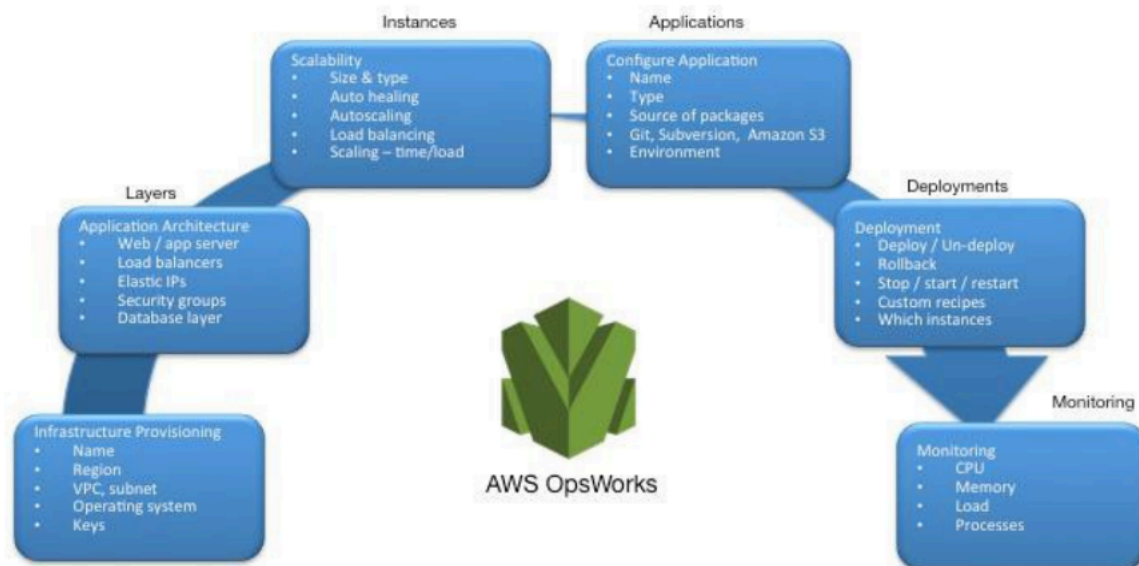 Instances
Scalability
• Size & type
• Auto healing
• Autoscaling
• Load balancing
• Scaling – time/load
Applications
Configure Application
• Name
• Type
• Source of packages
• Git, Subversion, Amazon S3
• Environment
Layers
Application Architecture
• Web / app server
• Load balancers
• Elastic IPs
• Security groups
• Database layer
Deployments
Deployment
• Deploy / Un-deploy
• Rollback
• Stop / start / restart
• Custom recipes
• Which instances
Infrastructure Provisioning
• Name
• Region
• VPC, subnet
• Operating system
• Keys
AWS OpsWorks
Monitoring
Monitoring
• CPU
• Memory
• Load
• Processes